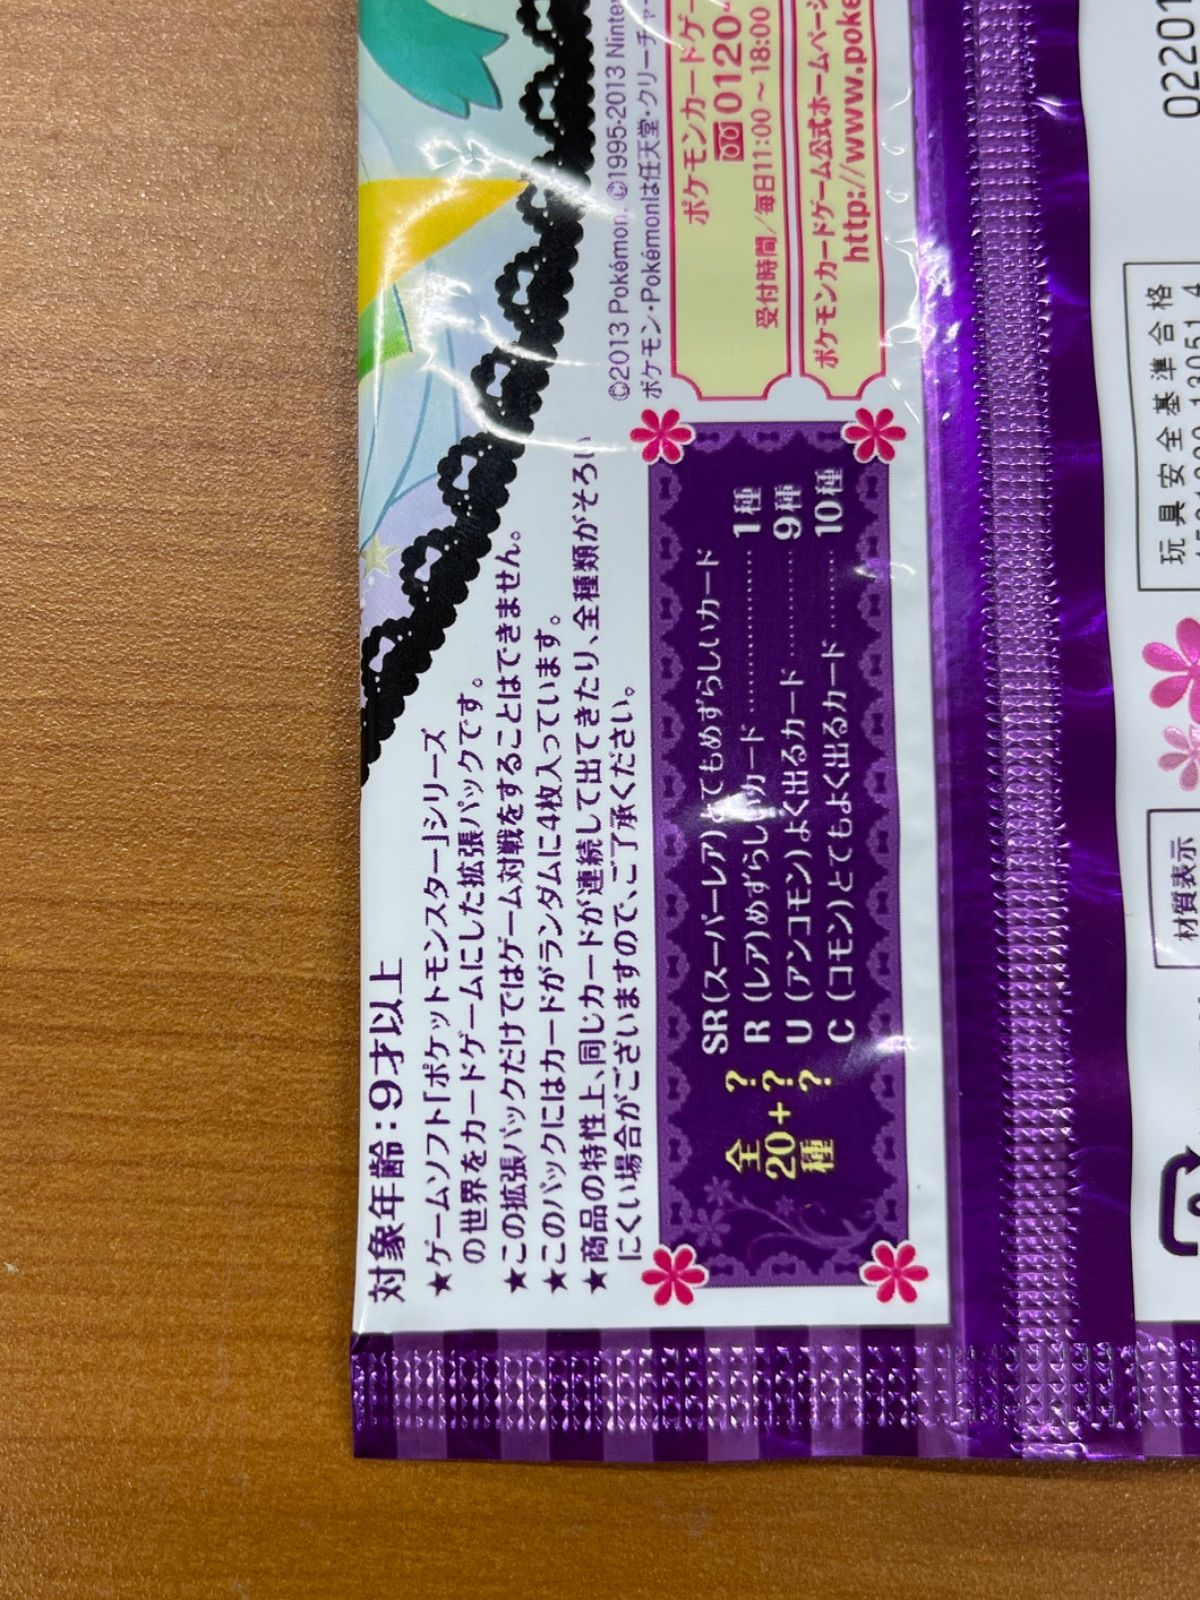 対象年齢:9才以上
★ゲームソフト「ポケットモンスター」シリーズ
の世界をカードゲームにした拡張パックです。
★この拡張パックだけではゲーム対戦をすることはできません。
★このパックにはカードがランダムに4枚入っています。
★商品の特性上、同じカードが連続して出てきたり、全種類がそろい
にくい場合がございますので、ご了承ください。
全20+???種
SR(スーパーレア)とてもめずらしいカード
R(レア)めずらしいカード 1種
U(アンコモン)よく出るカード 9種
C(コモン)とてもよく出るカード 10種
©2013 Pokémon. ©1995-2013 Ninten
ポケモン・Pokémonは任天堂・クリーチャー
ポケモンカードゲー
0120-
受付時間/毎日11:00～18:00
ポケモンカードゲーム公式ホームページ
http://www.poke
材質表示
玩具安全基準合格
02201